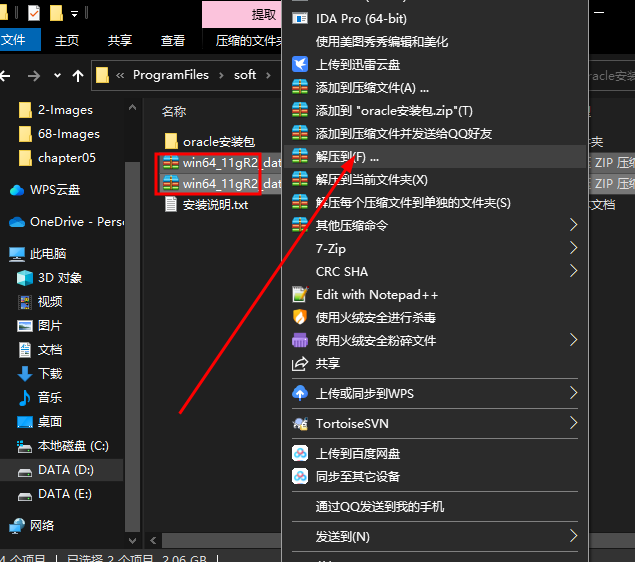 提取
文件
主页
共享
查看
压缩的文件夹
ProgramFiles
soft
oracle安装
2-Images
68-Images
chapter05
WPS云盘
OneDrive - Perso
此电脑
3D 对象
视频
图片
文档
下载
音乐
桌面
本地磁盘 (C:)
DATA (D:)
DATA (E:)
网络
名称
oracle安装包
win64_11gR2_dat
win64_11gR2_dat
安装说明.txt
夹
ZIP 压缩
ZIP 压缩
文档
IDA Pro (64-bit)
使用美图秀秀编辑和美化
上传到迅雷云盘
添加到压缩文件(A) ...
添加到 "oracle安装包.zip"(T)
添加到压缩文件并发送给QQ好友
解压到(F) ...
解压到当前文件夹(X)
解压每个压缩文件到单独的文件夹(S)
其他压缩命令
7-Zip
CRC SHA
Edit with Notepad++
使用火绒安全进行杀毒
使用火绒安全粉碎文件
共享
上传或同步到WPS
TortoiseSVN
上传到百度网盘
同步至其它设备
通过QQ发送到我的手机
发送到(N)
4 个项目
已选择 2 个项目 2.06 GB